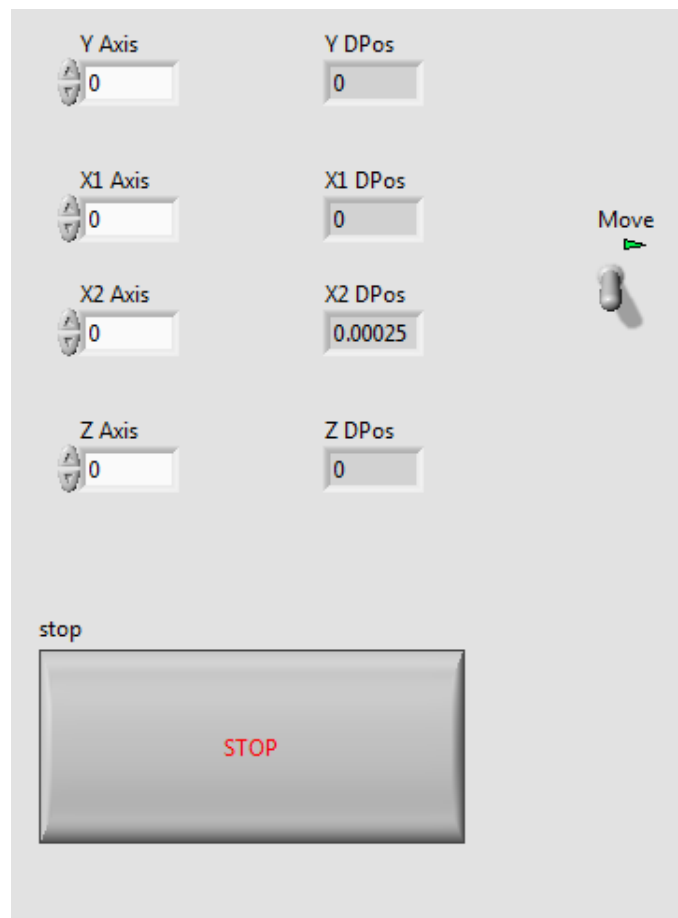 Y Axis Y DPos
0 0
X1 Axis X1 DPos
0 0
Move
X2 Axis X2 DPos
0 0.00025
Z Axis Z DPos
0 0
stop
STOP